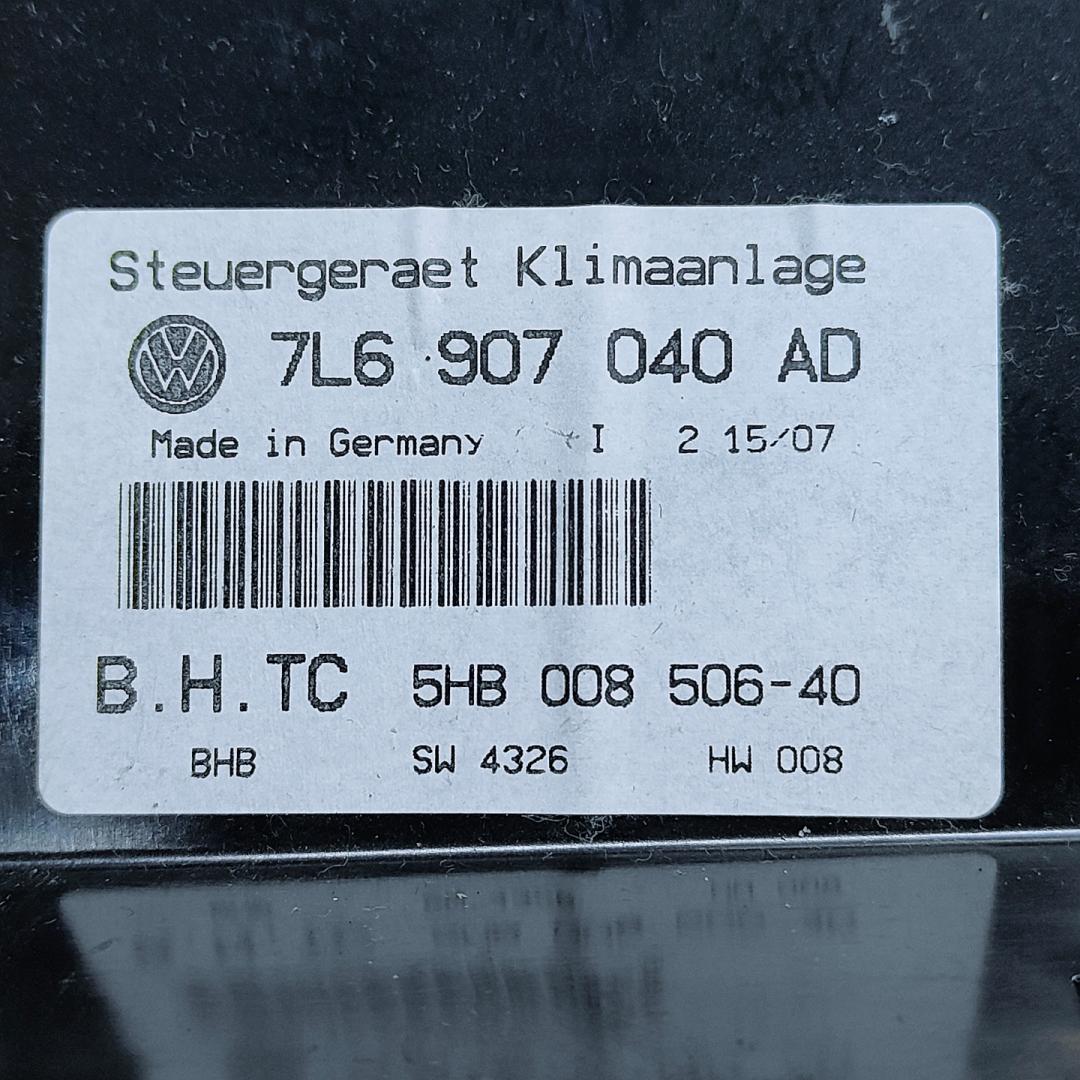 Steuergeraet Klimaanlage
7L6 907 040 AD
Made in Germany I 2 15/07
B.H.TC 5HB 008 506-40
BHB SW 4326 HW 008